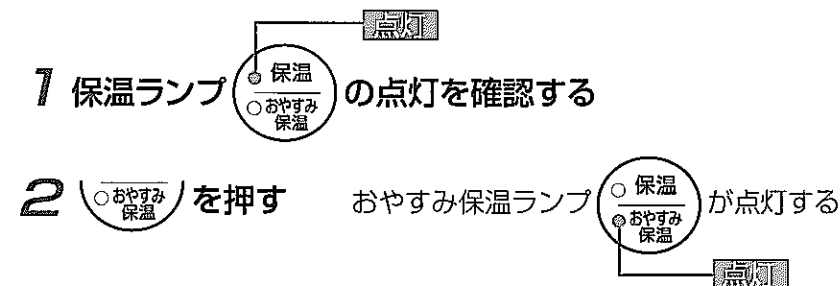 点灯
1 保温ランプ 保温 おやすみ保温 の点灯を確認する
2 おやすみ保温 を押す おやすみ保温ランプ 保温 おやすみ保温 が点灯する
点灯